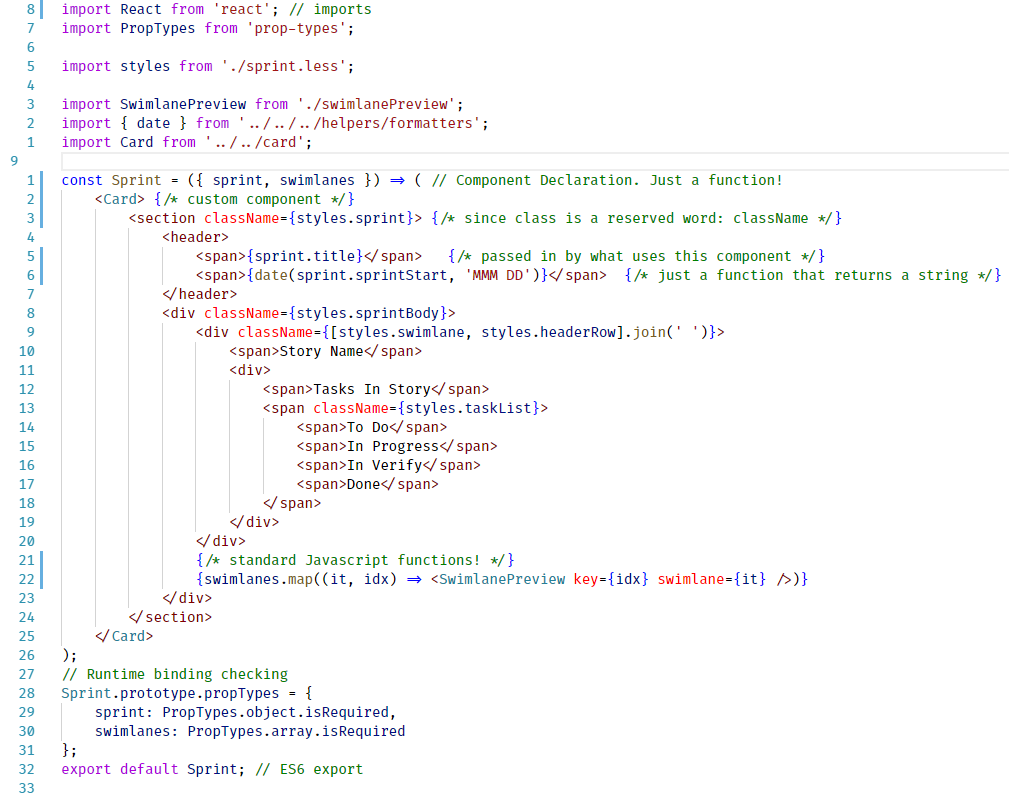 8 import React from 'react'; // imports
7 import PropTypes from 'prop-types';
6
5 import styles from './sprint.less';
4
3 import SwimlanePreview from './swimlanePreview';
2 import { date } from '../../../helpers/formatters';
1 import Card from '../../card';
9
1 const Sprint = ({ sprint, swimlanes }) => ( // Component Declaration. Just a function!
2     <Card> {/* custom component */}
3         <section className={styles.sprint}> {/* since class is a reserved word: className */}
4             <header>
5                 <span>{sprint.title}</span>   {/* passed in by what uses this component */}
6                 <span>{date(sprint.sprintStart, 'MMM DD')}</span>  {/* just a function that returns a string */}
7             </header>
8             <div className={styles.sprintBody}>
9                 <div className={[styles.swimlane, styles.headerRow].join(' ')}>
10                     <span>Story Name</span>
11                     <div>
12                         <span>Tasks In Story</span>
13                         <span className={styles.taskList}>
14                             <span>To Do</span>
15                             <span>In Progress</span>
16                             <span>In Verify</span>
17                             <span>Done</span>
18                         </span>
19                     </div>
20                 </div>
21                 {/* standard Javascript functions! */}
22                 {swimlanes.map((it, idx) => <SwimlanePreview key={idx} swimlane={it} />)}
23             </div>
24         </section>
25     </Card>
26 );
27 // Runtime binding checking
28 Sprint.prototype.propTypes = {
29     sprint: PropTypes.object.isRequired,
30     swimlanes: PropTypes.array.isRequired
31 };
32 export default Sprint; // ES6 export
33